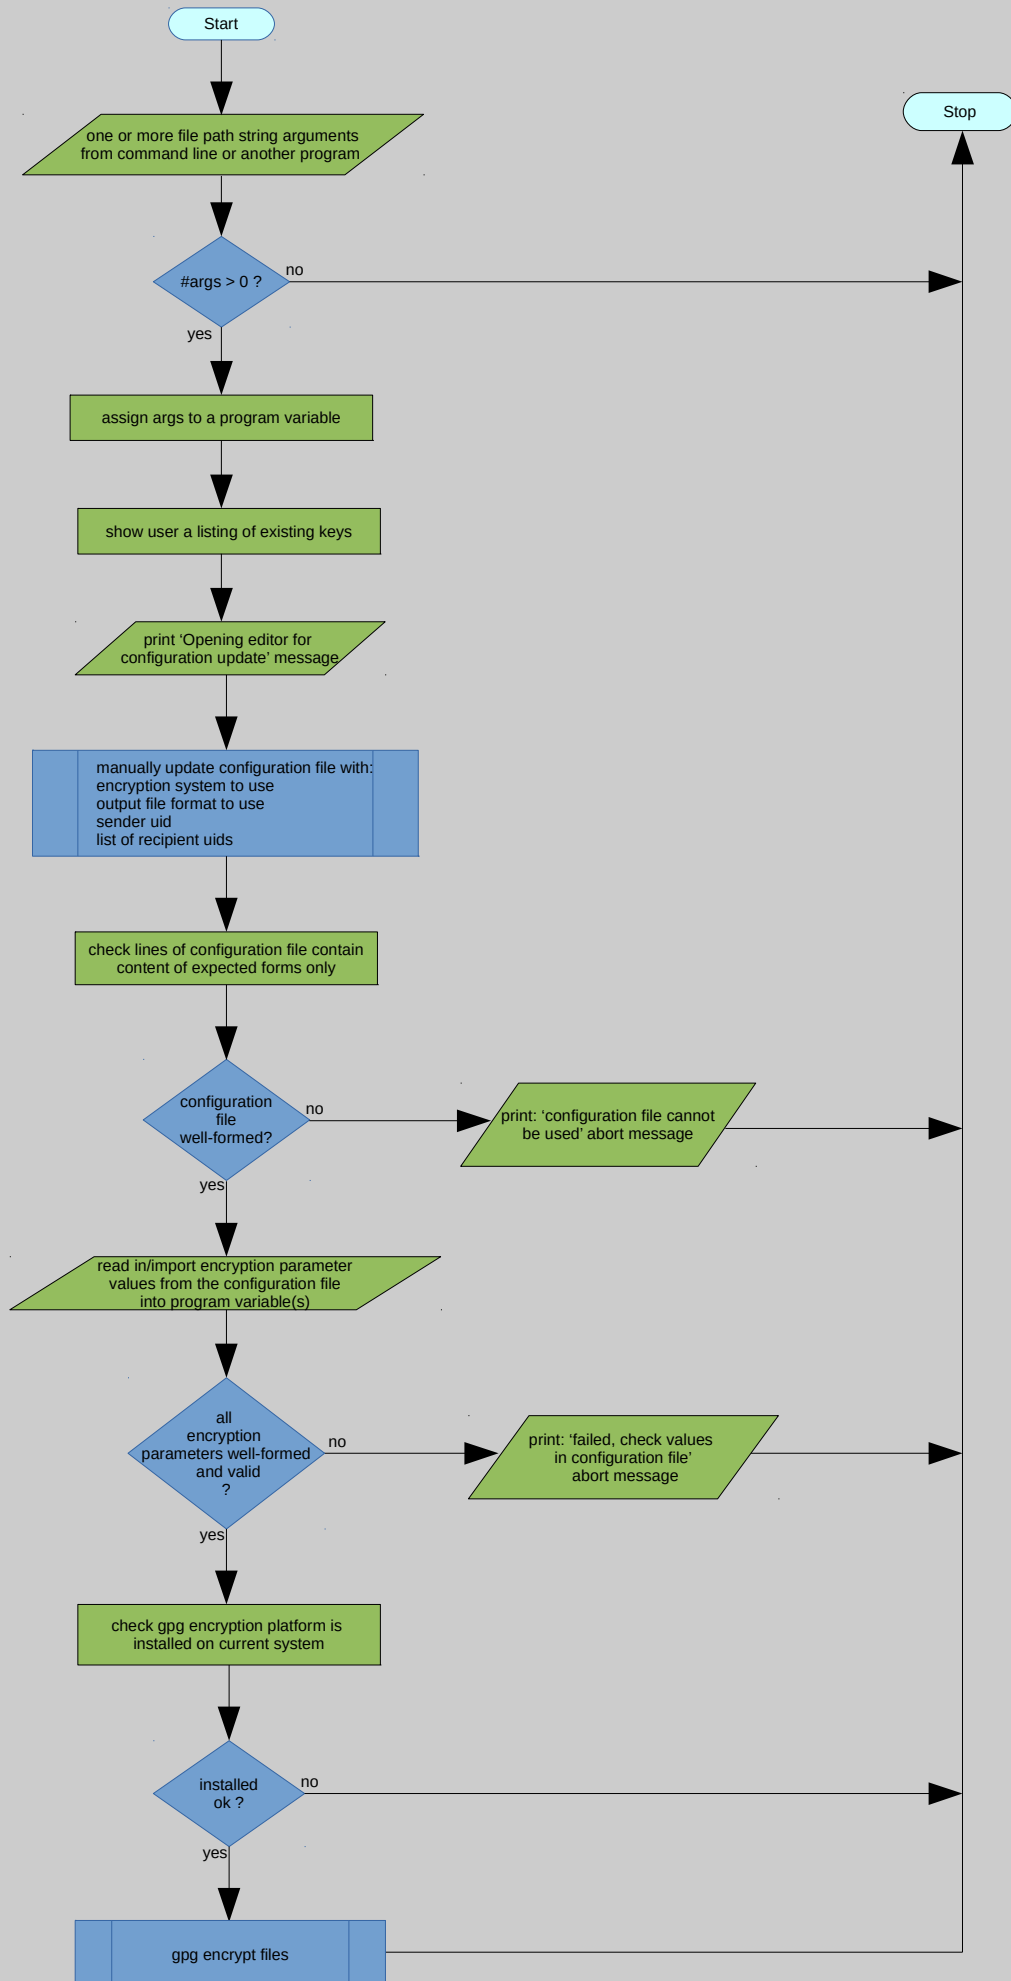 Start
Stop
one or more file path string arguments
from command line or another program
#args > 0 ?
no
yes
assign args to a program variable
show user a listing of existing keys
print ‘Opening editor for
configuration update’ message
manually update configuration file with:
encryption system to use
output file format to use
sender uid
list of recipient uids
check lines of configuration file contain
content of expected forms only
configuration
file
well-formed?
no
print: ‘configuration file cannot
be used’ abort message
yes
read in/import encryption parameter
values from the configuration file
into program variable(s)
all
encryption
parameters well-formed
and valid
?
no
print: ‘failed, check values
in configuration file’
abort message
yes
check gpg encryption platform is
installed on current system
installed
ok ?
no
yes
gpg encrypt files